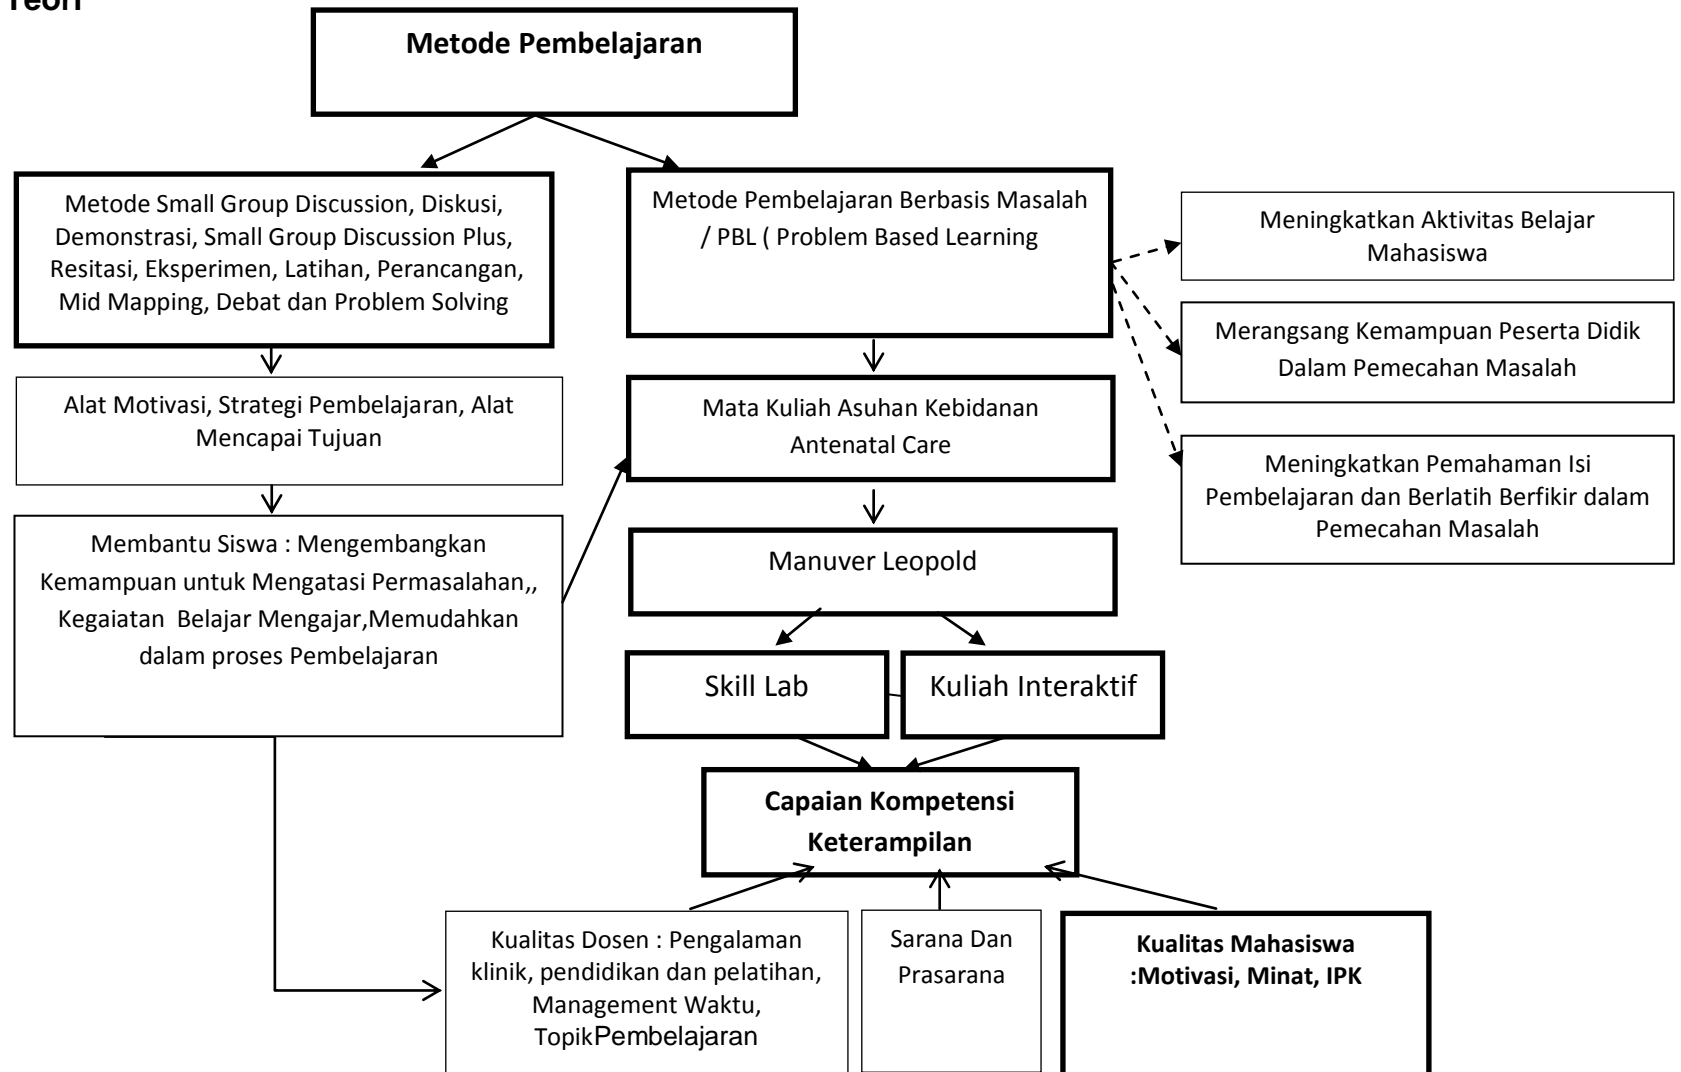 Teori
Metode Pembelajaran
Metode Small Group Discussion, Diskusi,
Demonstrasi, Small Group Discussion Plus,
Resitasi, Eksperimen, Latihan, Perancangan,
Mid Mapping, Debat dan Problem Solving
Metode Pembelajaran Berbasis Masalah
/ PBL ( Problem Based Learning
Meningkatkan Aktivitas Belajar
Mahasiswa
Merangsang Kemampuan Peserta Didik
Dalam Pemecahan Masalah
Meningkatkan Pemahaman Isi
Pembelajaran dan Berlatih Berfikir dalam
Pemecahan Masalah
Alat Motivasi, Strategi Pembelajaran, Alat
Mencapai Tujuan
Mata Kuliah Asuhan Kebidanan
Antenatal Care
Membantu Siswa : Mengembangkan
Kemampuan untuk Mengatasi Permasalahan,,
Kegaiatan  Belajar Mengajar,Memudahkan
dalam proses Pembelajaran
Manuver Leopold
Skill Lab
Kuliah Interaktif
Capaian Kompetensi
Keterampilan
Kualitas Dosen : Pengalaman
klinik, pendidikan dan pelatihan,
Management Waktu,
TopikPembelajaran
Sarana Dan
Prasarana
Kualitas Mahasiswa
:Motivasi, Minat, IPK